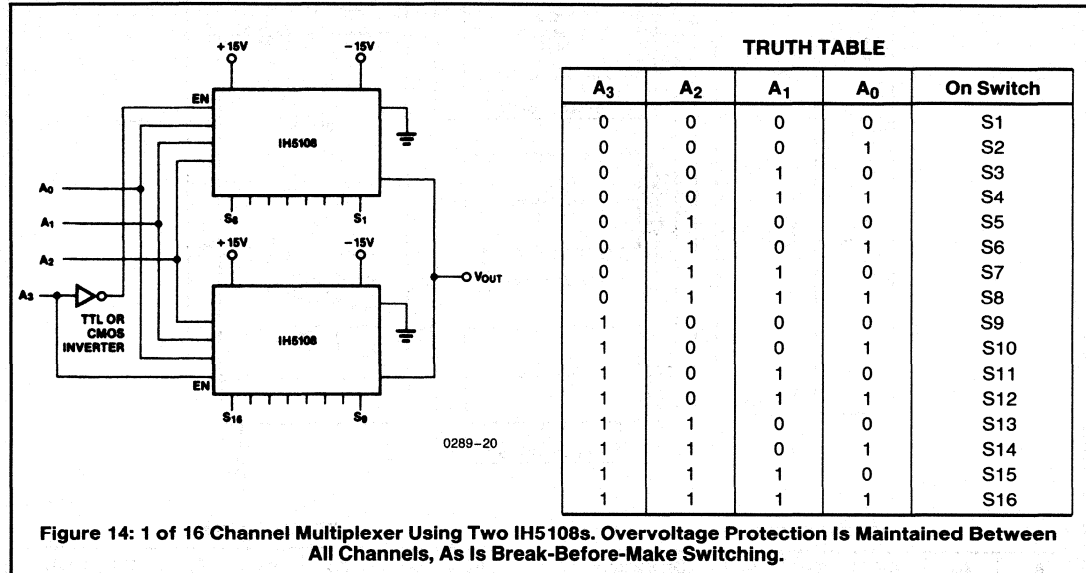 +15V
-15V
EN
IH5108
A0
A1
A2
A3
S8
S1
+15V
-15V
VOUT
TTL OR
CMOS
INVERTER
IH5108
EN
S16
S9
0289-20
TRUTH TABLE
A3 A2 A1 A0 On Switch
0 0 0 0 S1
0 0 0 1 S2
0 0 1 0 S3
0 0 1 1 S4
0 1 0 0 S5
0 1 0 1 S6
0 1 1 0 S7
0 1 1 1 S8
1 0 0 0 S9
1 0 0 1 S10
1 0 1 0 S11
1 0 1 1 S12
1 1 0 0 S13
1 1 0 1 S14
1 1 1 0 S15
1 1 1 1 S16
Figure 14: 1 of 16 Channel Multiplexer Using Two IH5108s. Overvoltage Protection Is Maintained Between
All Channels, As Is Break-Before-Make Switching.